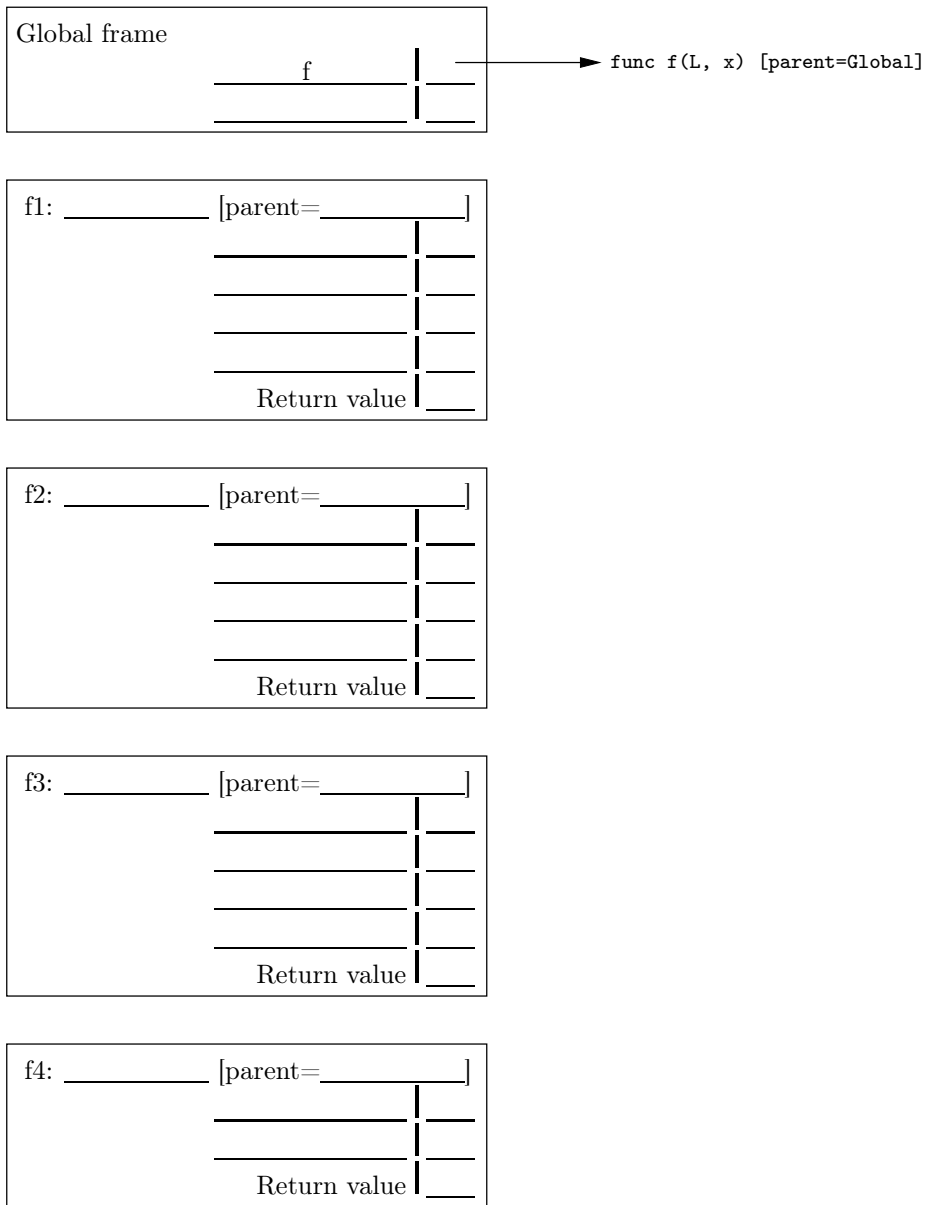 Global frame
f
func f(L, x) [parent=Global]
f1: [parent= ]
Return value
f2: [parent= ]
Return value
f3: [parent= ]
Return value
f4: [parent= ]
Return value